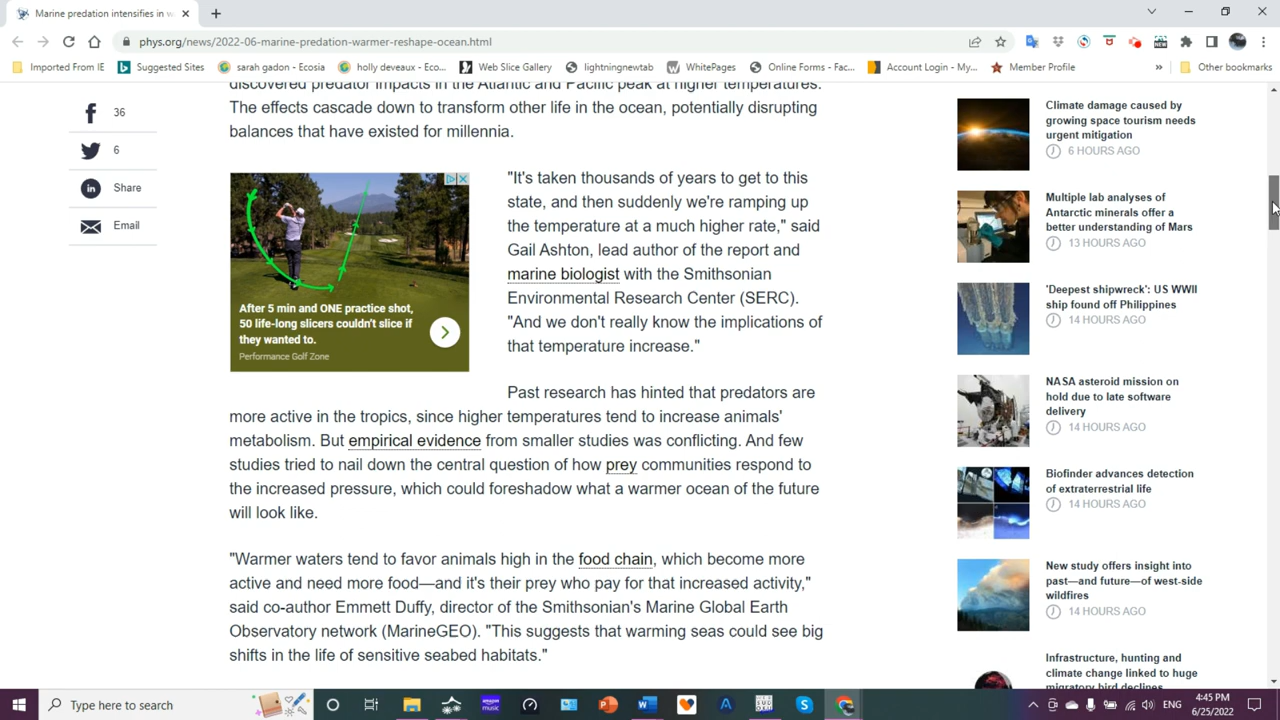 Marine predation intensifies in w
phys.org/news/2022-06-marine-predation-warmer-reshape-ocean.html
Imported From IE
Suggested Sites
sarah gadon - Ecosia
holly deveaux - Eco...
Web Slice Gallery
lightningnewtab
WhitePages
Online Forms - Fac...
Account Login - My...
Member Profile
»
Other bookmarks
36
6
Share
Email
discovered predator impacts in the Atlantic and Pacific peak at higher temperatures.
The effects cascade down to transform other life in the ocean, potentially disrupting
balances that have existed for millennia.
After 5 min and ONE practice shot,
50 life-long slicers couldn't slice if
they wanted to.
Performance Golf Zone
"It's taken thousands of years to get to this
state, and then suddenly we're ramping up
the temperature at a much higher rate," said
Gail Ashton, lead author of the report and
marine biologist with the Smithsonian
Environmental Research Center (SERC).
"And we don't really know the implications of
that temperature increase."
Past research has hinted that predators are
more active in the tropics, since higher temperatures tend to increase animals'
metabolism. But empirical evidence from smaller studies was conflicting. And few
studies tried to nail down the central question of how prey communities respond to
the increased pressure, which could foreshadow what a warmer ocean of the future
will look like.
"Warmer waters tend to favor animals high in the food chain, which become more
active and need more food—and it's their prey who pay for that increased activity,"
said co-author Emmett Duffy, director of the Smithsonian's Marine Global Earth
Observatory network (MarineGEO). "This suggests that warming seas could see big
shifts in the life of sensitive seabed habitats."
Climate damage caused by
growing space tourism needs
urgent mitigation
6 HOURS AGO
Multiple lab analyses of
Antarctic minerals offer a
better understanding of Mars
13 HOURS AGO
'Deepest shipwreck': US WWII
ship found off Philippines
14 HOURS AGO
NASA asteroid mission on
hold due to late software
delivery
14 HOURS AGO
Biofinder advances detection
of extraterrestrial life
14 HOURS AGO
New study offers insight into
past—and future—of west-side
wildfires
14 HOURS AGO
Infrastructure, hunting and
climate change linked to huge
migratory bird declines
Type here to search
amazon
music
ENG
4:45 PM
6/25/2022